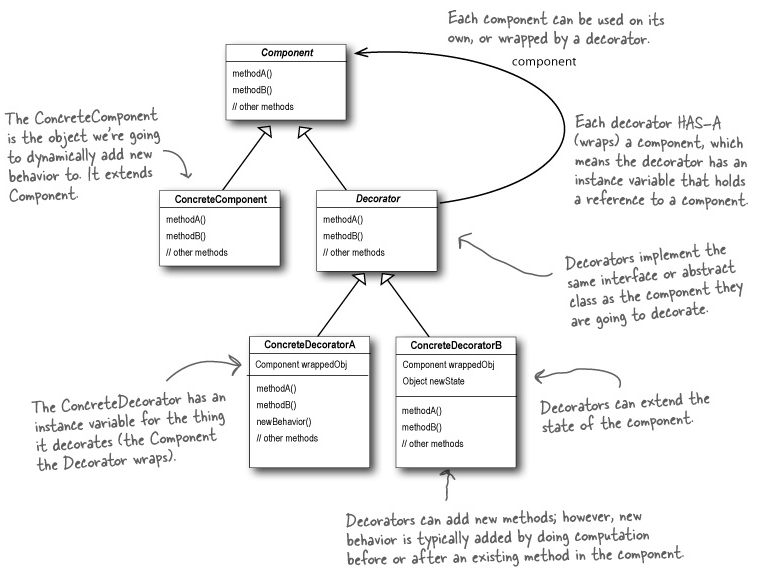 Each component can be used on its
own, or wrapped by a decorator.
component
Component
methodA()
methodB()
// other methods
The ConcreteComponent
is the object we're going
to dynamically add new
behavior to. It extends
Component.
Each decorator HAS-A
(wraps) a component, which
means the decorator has an
instance variable that holds
a reference to a component.
ConcreteComponent
methodA()
methodB()
// other methods
Decorator
methodA()
methodB()
// other methods
Decorators implement the
same interface or abstract
class as the component they
are going to decorate.
ConcreteDecoratorA
Component wrappedObj
methodA()
methodB()
newBehavior()
// other methods
ConcreteDecoratorB
Component wrappedObj
Object newState
methodA()
methodB()
// other methods
The ConcreteDecorator has an
instance variable for the thing
it decorates (the Component
the Decorator wraps).
Decorators can extend the
state of the component.
Decorators can add new methods; however, new
behavior is typically added by doing computation
before or after an existing method in the component.